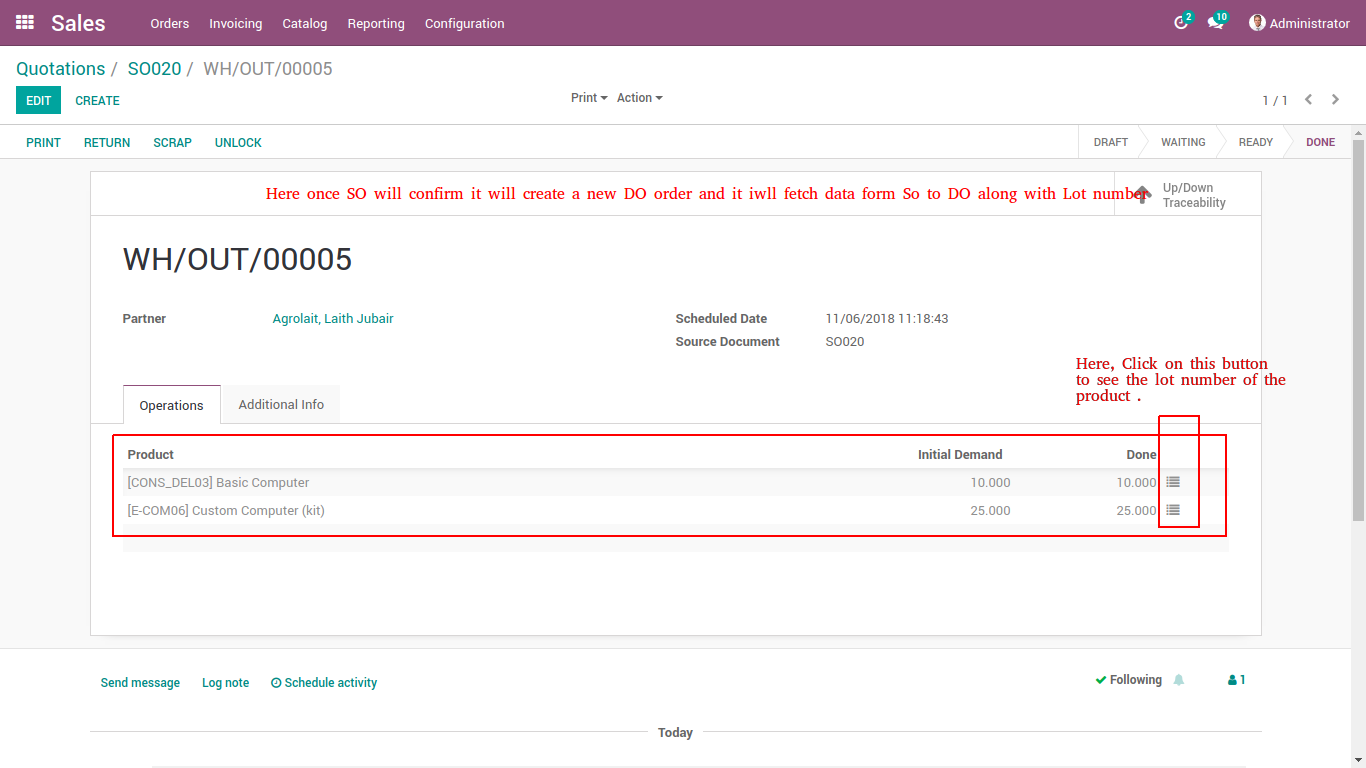 Sales Orders Invoicing Catalog Reporting Configuration 2 10 Administrator
Quotations / SO020 / WH/OUT/00005
EDIT CREATE Print Action 1 / 1
PRINT RETURN SCRAP UNLOCK DRAFT WAITING READY DONE
Here once SO will confirm it will create a new DO order and it iwll fetch data form So to DO along with Lot number
Up/Down
Traceability
WH/OUT/00005
Partner Agrolait, Laith Jubair Scheduled Date 11/06/2018 11:18:43
Source Document SO020
Here, Click on this button
to see the lot number of the
product .
Operations Additional Info
Product Initial Demand Done
[CONS_DEL03] Basic Computer 10.000 10.000
[E-COM06] Custom Computer (kit) 25.000 25.000
Send message Log note Schedule activity Following 1
Today